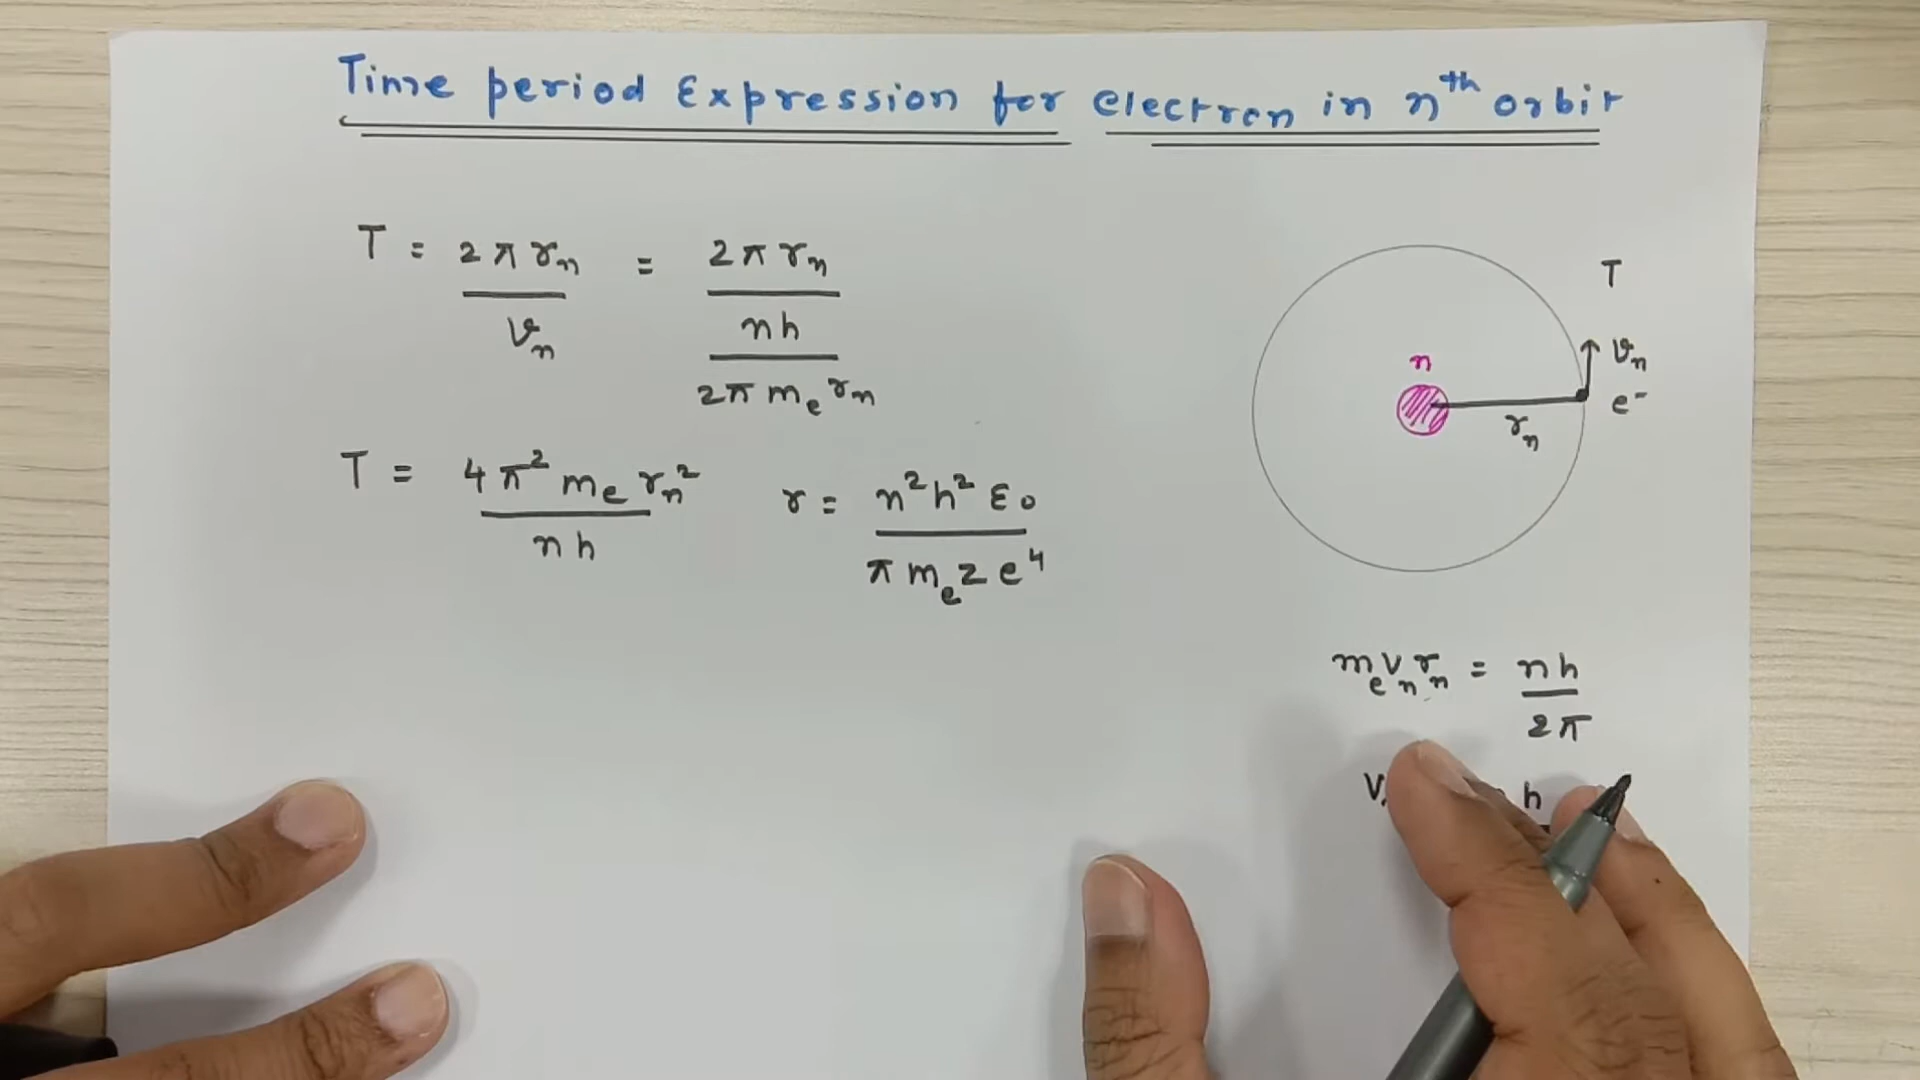 Time period Expression for electron in nᵗʰ orbit
T = 2πrₙ / vₙ = 2πrₙ / (nh / 2πmₑrₙ)
T = 4π²mₑrₙ² / nh
r = n²h²ε₀ / πmₑze⁴
T
n
vₙ
e⁻
rₙ
mₑvₙrₙ = nh / 2π
h